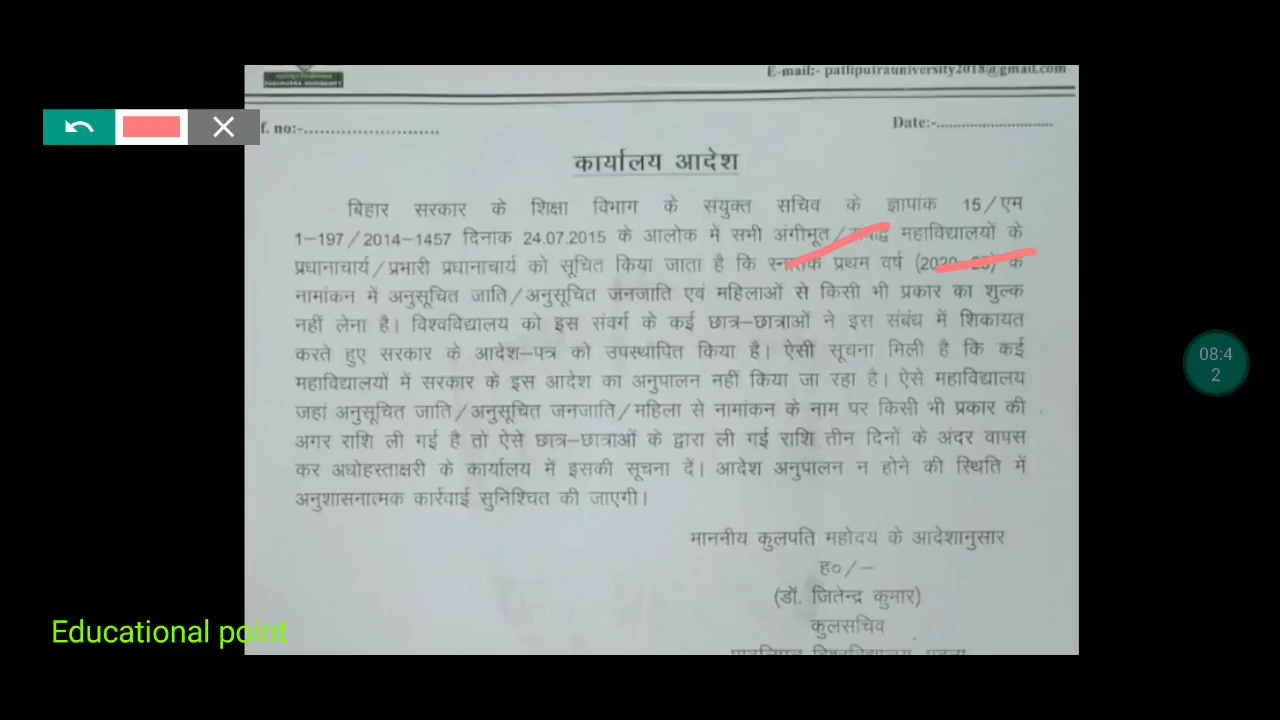 E-mail:- patliputrauniversity2018@gmail.com
f. no:-.........................
Date:-...........................
कार्यालय आदेश
बिहार सरकार के शिक्षा विभाग के संयुक्त सचिव के ज्ञापांक 15/एम
1-197/2014-1457 दिनांक 24.07.2015 के आलोक में सभी अंगीभूत/ महाविद्यालयों के
प्रधानाचार्य/प्रभारी प्रधानाचार्य को सूचित किया जाता है कि स्नातक प्रथम वर्ष (2020-23) के
नामांकन में अनुसूचित जाति/अनुसूचित जनजाति एवं महिलाओं से किसी भी प्रकार का शुल्क
नहीं लेना है। विश्वविद्यालय को इस संवर्ग के कई छात्र-छात्राओं ने इस संबंध में शिकायत
करते हुए सरकार के आदेश-पत्र को उपस्थापित किया है। ऐसी सूचना मिली है कि कई
महाविद्यालयों में सरकार के इस आदेश का अनुपालन नहीं किया जा रहा है। ऐसे महाविद्यालय
जहां अनुसूचित जाति/अनुसूचित जनजाति/महिला से नामांकन के नाम पर किसी भी प्रकार की
अगर राशि ली गई है तो ऐसे छात्र-छात्राओं के द्वारा ली गई राशि तीन दिनों के अंदर वापस
कर अधोहस्ताक्षरी के कार्यालय में इसकी सूचना दें। आदेश अनुपालन न होने की स्थिति में
अनुशासनात्मक कार्रवाई सुनिश्चित की जाएगी।
माननीय कुलपति महोदय के आदेशानुसार
ह०/-
(डॉ. जितेन्द्र कुमार)
कुलसचिव
08:4
2
Educational point